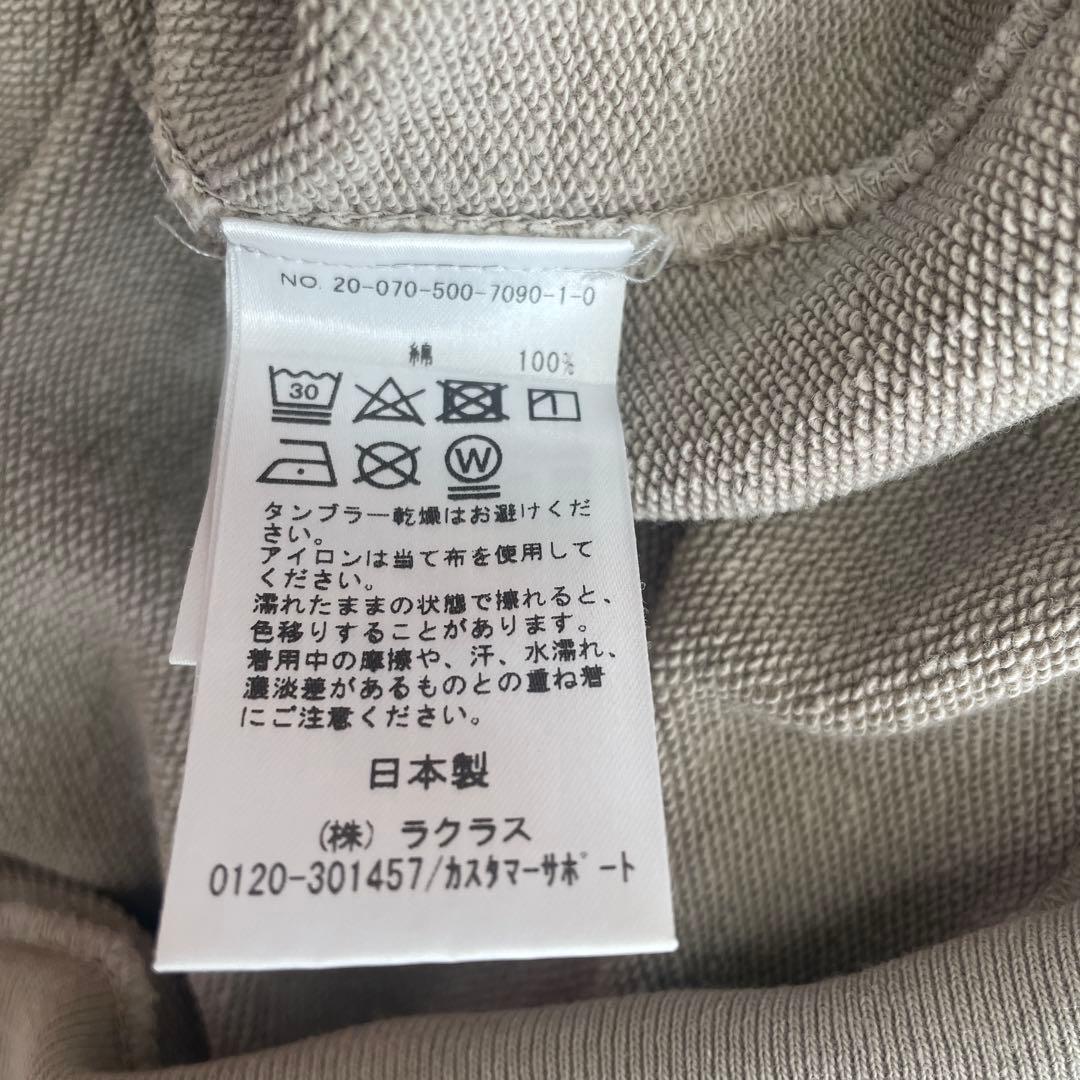 NO. 20-070-500-7090-1-0
綿 100%
30
W
タンブラー乾燥はお避けくだ
さい。
アイロンは当て布を使用して
ください。
濡れたままの状態で擦れると、
色移りすることがあります。
着用中の摩擦や、汗、水濡れ、
濃淡差があるものとの重ね着
にご注意ください。
日本製
(株) ラクラス
0120-301457/カスタマーサポート